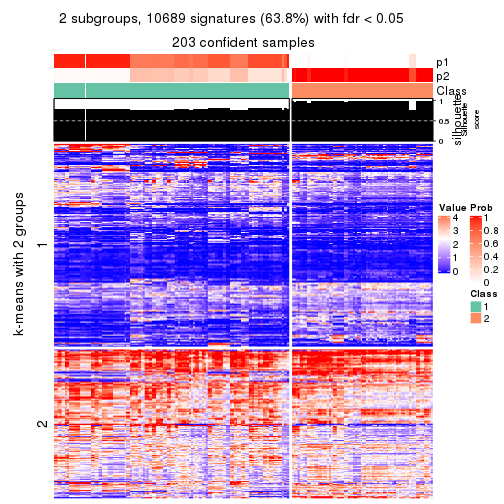 2 subgroups, 10689 signatures (63.8%) with fdr < 0.05
203 confident samples
p1
p2
Class
silhouette
Silhouette
score
1
0.5
0
k-means with 2 groups
1
2
Value
4
3
2
1
0
Prob
1
0.8
0.6
0.4
0.2
0
Class
1
2